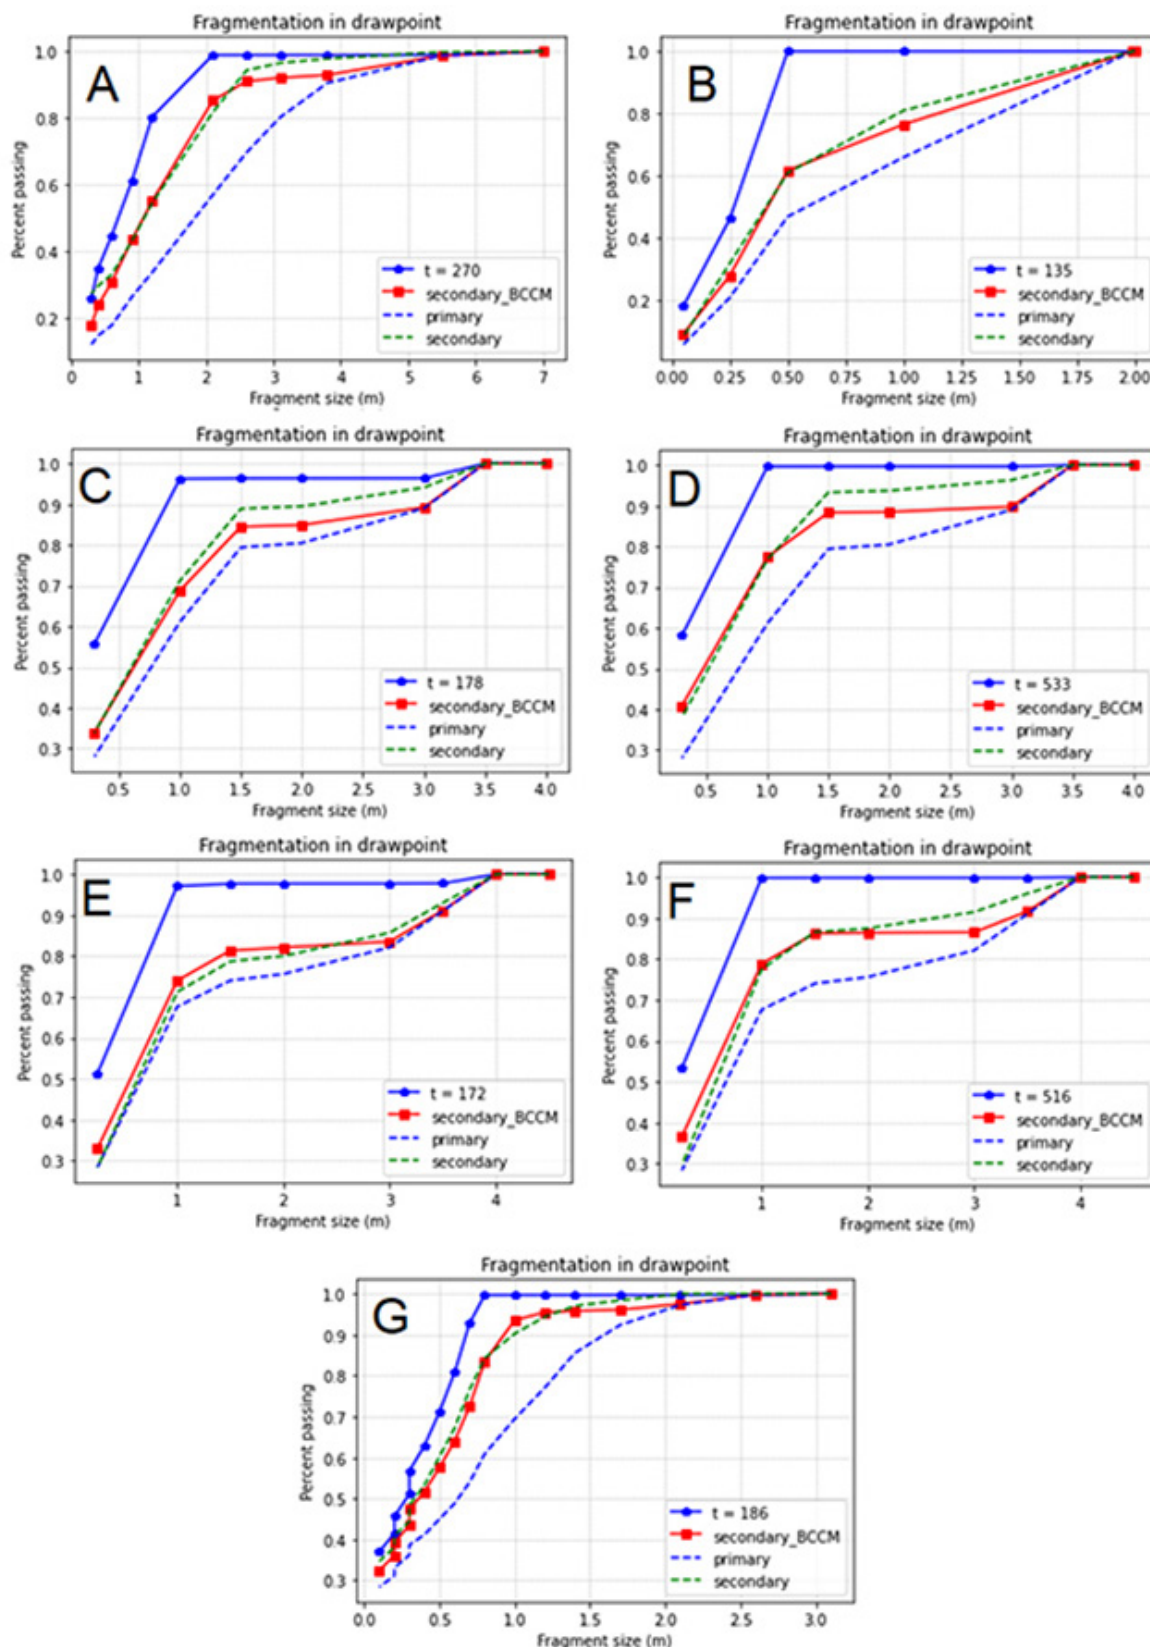 Fragmentation in drawpoint
A
Percent passing
1.0
0.8
0.6
0.4
0.2
t = 270
secondary_BCCM
primary
secondary
0 1 2 3 4 5 6 7
Fragment size (m)
Fragmentation in drawpoint
B
Percent passing
1.0
0.8
0.6
0.4
0.2
t = 135
secondary_BCCM
primary
secondary
0.00 0.25 0.50 0.75 1.00 1.25 1.50 1.75 2.00
Fragment size (m)
Fragmentation in drawpoint
C
Percent passing
1.0
0.9
0.8
0.7
0.6
0.5
0.4
0.3
t = 178
secondary_BCCM
primary
secondary
0.5 1.0 1.5 2.0 2.5 3.0 3.5 4.0
Fragment size (m)
Fragmentation in drawpoint
D
Percent passing
1.0
0.9
0.8
0.7
0.6
0.5
0.4
0.3
t = 533
secondary_BCCM
primary
secondary
0.5 1.0 1.5 2.0 2.5 3.0 3.5 4.0
Fragment size (m)
Fragmentation in drawpoint
E
Percent passing
1.0
0.9
0.8
0.7
0.6
0.5
0.4
0.3
t = 172
secondary_BCCM
primary
secondary
1 2 3 4
Fragment size (m)
Fragmentation in drawpoint
F
Percent passing
1.0
0.9
0.8
0.7
0.6
0.5
0.4
0.3
t = 516
secondary_BCCM
primary
secondary
1 2 3 4
Fragment size (m)
Fragmentation in drawpoint
G
Percent passing
1.0
0.9
0.8
0.7
0.6
0.5
0.4
0.3
t = 186
secondary_BCCM
primary
secondary
0.0 0.5 1.0 1.5 2.0 2.5 3.0
Fragment size (m)